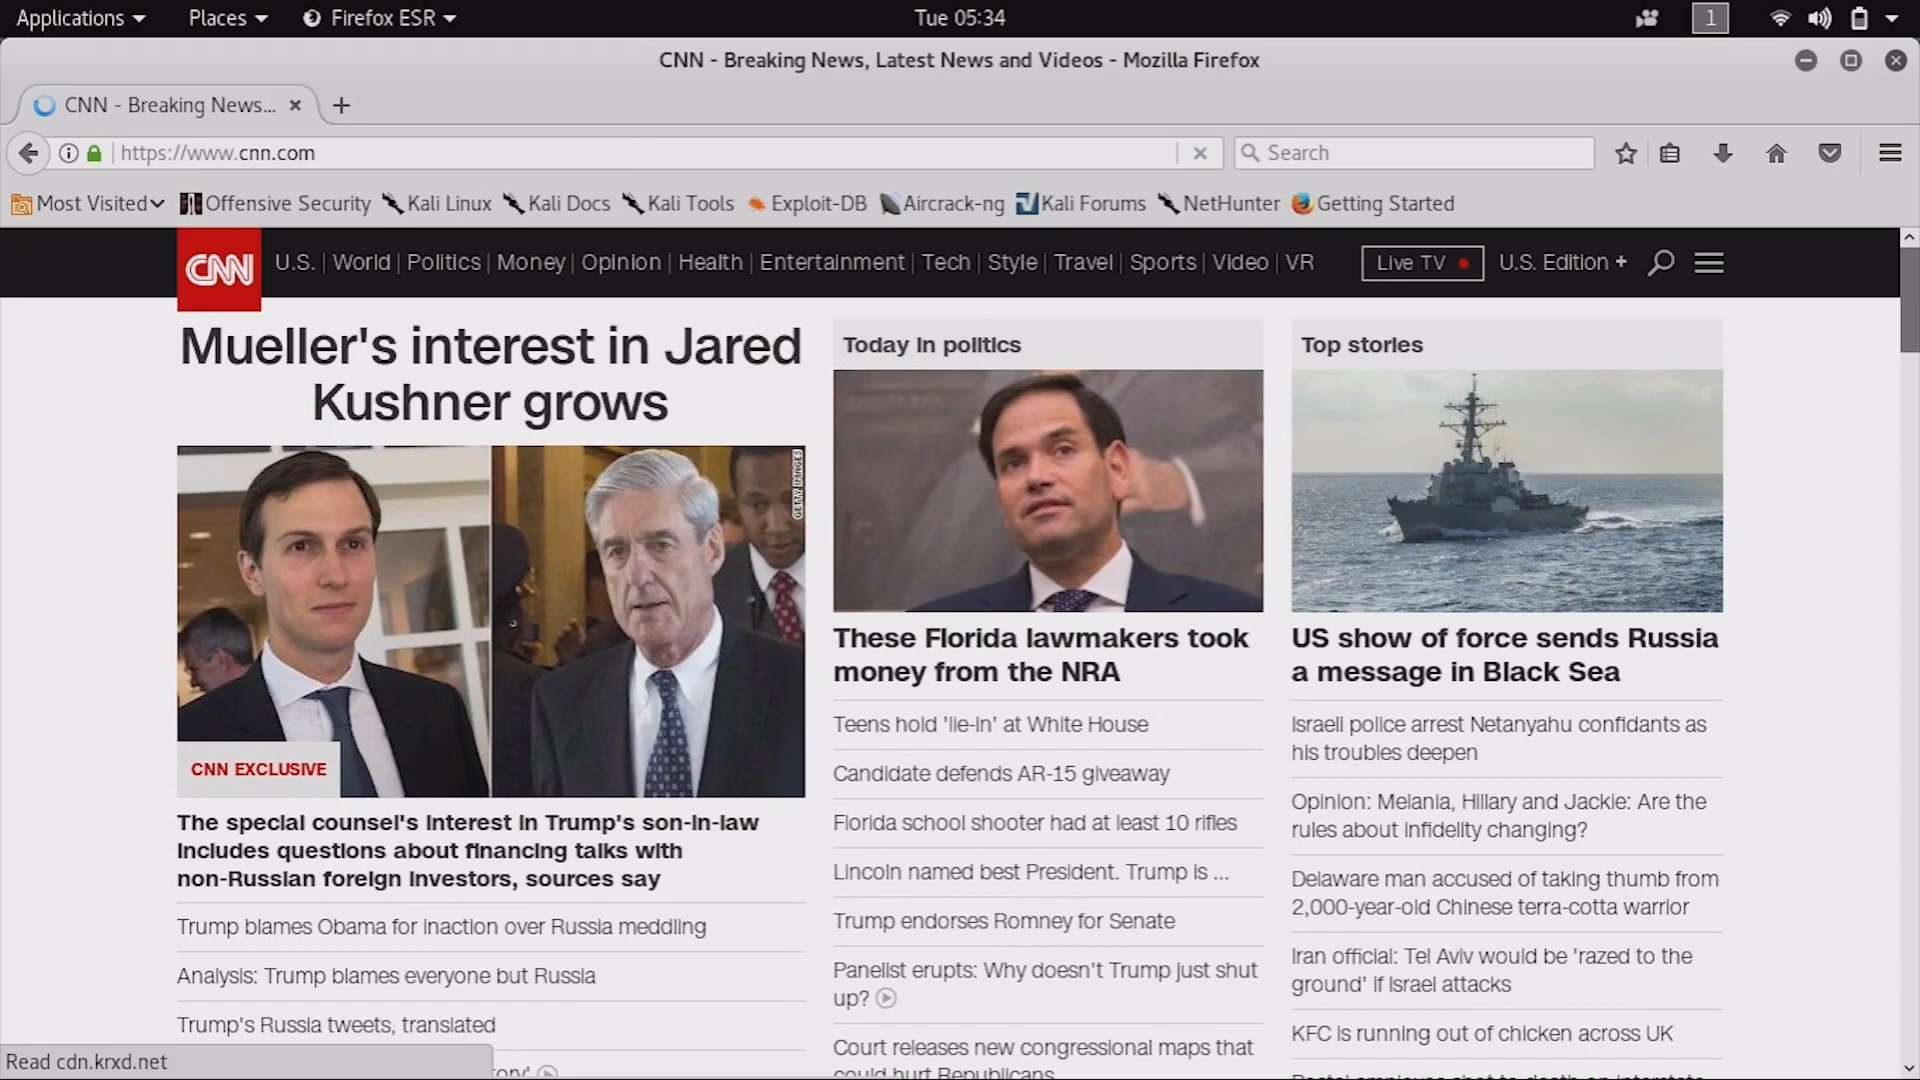 Applications Places Firefox ESR Tue 05:34 1
CNN - Breaking News, Latest News and Videos - Mozilla Firefox
CNN - Breaking News...
https://www.cnn.com Search
Most Visited Offensive Security Kali Linux Kali Docs Kali Tools Exploit-DB Aircrack-ng Kali Forums NetHunter Getting Started
CNN U.S. | World | Politics | Money | Opinion | Health | Entertainment | Tech | Style | Travel | Sports | Video | VR Live TV U.S. Edition +
Mueller's interest in Jared
Kushner grows
GETTY IMAGES
CNN EXCLUSIVE
The special counsel's interest in Trump's son-in-law
includes questions about financing talks with
non-Russian foreign investors, sources say
Trump blames Obama for inaction over Russia meddling
Analysis: Trump blames everyone but Russia
Trump's Russia tweets, translated
Today in politics
These Florida lawmakers took
money from the NRA
Teens hold 'lie-in' at White House
Candidate defends AR-15 giveaway
Florida school shooter had at least 10 rifles
Lincoln named best President. Trump is ...
Trump endorses Romney for Senate
Panelist erupts: Why doesn't Trump just shut
up?
Court releases new congressional maps that
could hurt Republicans
Top stories
US show of force sends Russia
a message in Black Sea
Israeli police arrest Netanyahu confidants as
his troubles deepen
Opinion: Melania, Hillary and Jackie: Are the
rules about infidelity changing?
Delaware man accused of taking thumb from
2,000-year-old Chinese terra-cotta warrior
Iran official: Tel Aviv would be 'razed to the
ground' if Israel attacks
KFC is running out of chicken across UK
Read cdn.krxd.net